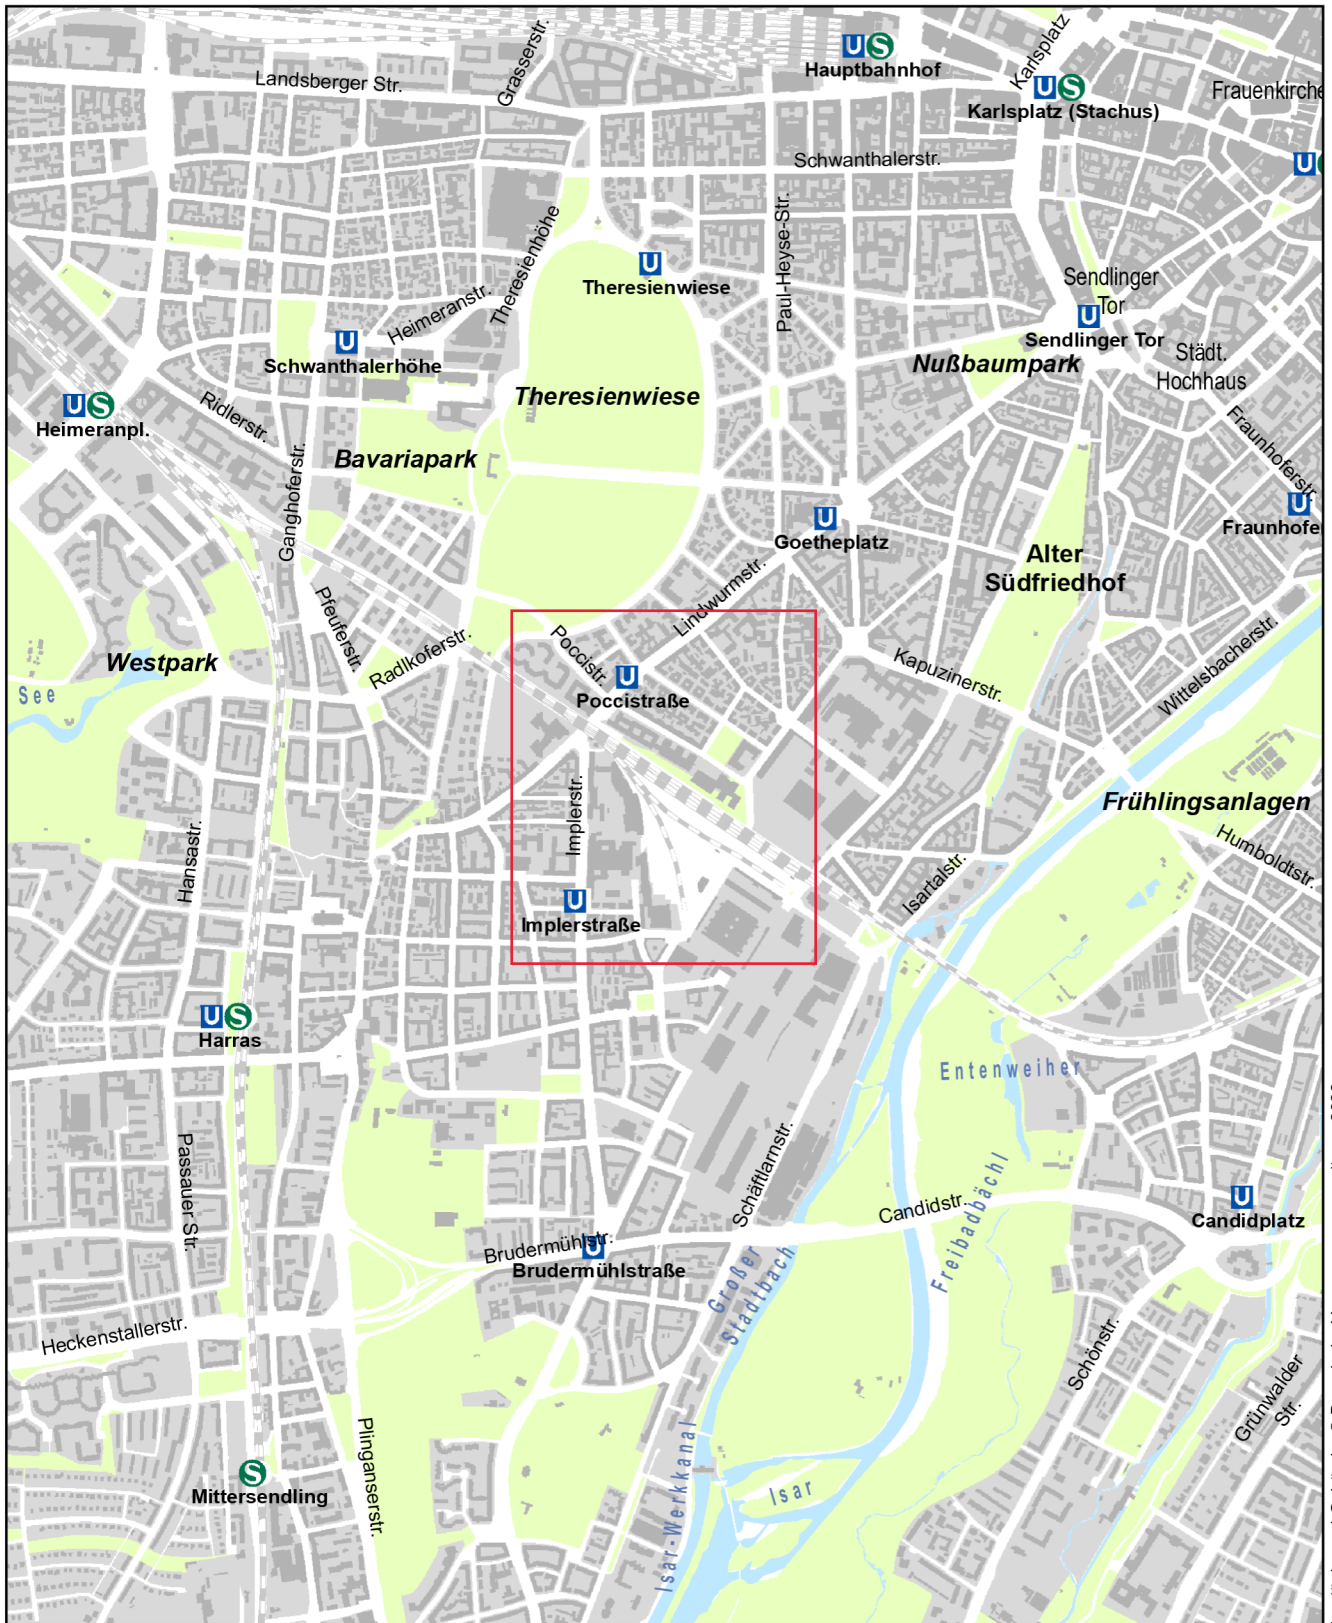 Grasserstr.
Karlsplatz
U S
Hauptbahnhof
Landsberger Str.
U S
Karlsplatz (Stachus)
Frauenkirche
Schwanthalerstr.
U
Theresienhöhe
Paul-Heyse-Str.
U
Theresienwiese
Sendlinger
Tor
U
Sendlinger Tor
Heimeranstr.
U
Schwanthalerhöhe
Städt.
Hochhaus
Nußbaumpark
Theresienwiese
U S
Heimeranpl.
Ridlerstr.
Fraunhoferstr.
Bavariapark
Ganghoferstr.
U
Goetheplatz
U
Fraunhofe
Alter
Südfriedhof
Lindwurmstr.
Pfeuferstr.
Poccistr.
Radlkoferstr.
Westpark
See
U
Poccistraße
Kapuzinerstr.
Wittelsbacherstr.
Implerstr.
Frühlingsanlagen
Humboldtstr.
Hansastr.
Isartalstr.
U
Implerstraße
U S
Harras
Entenweiher
Passauer Str.
Schäftlarnstr.
Candidstr.
Freibadbächl
U
Candidplatz
Brudermühlstr.
U
Brudermühlstraße
Großer
Stadtbach
Heckenstallerstr.
Schönstr.
Grünwalder
Str.
Plinganserstr.
Isar-Werkkanal
S
Mittersendling
Isar